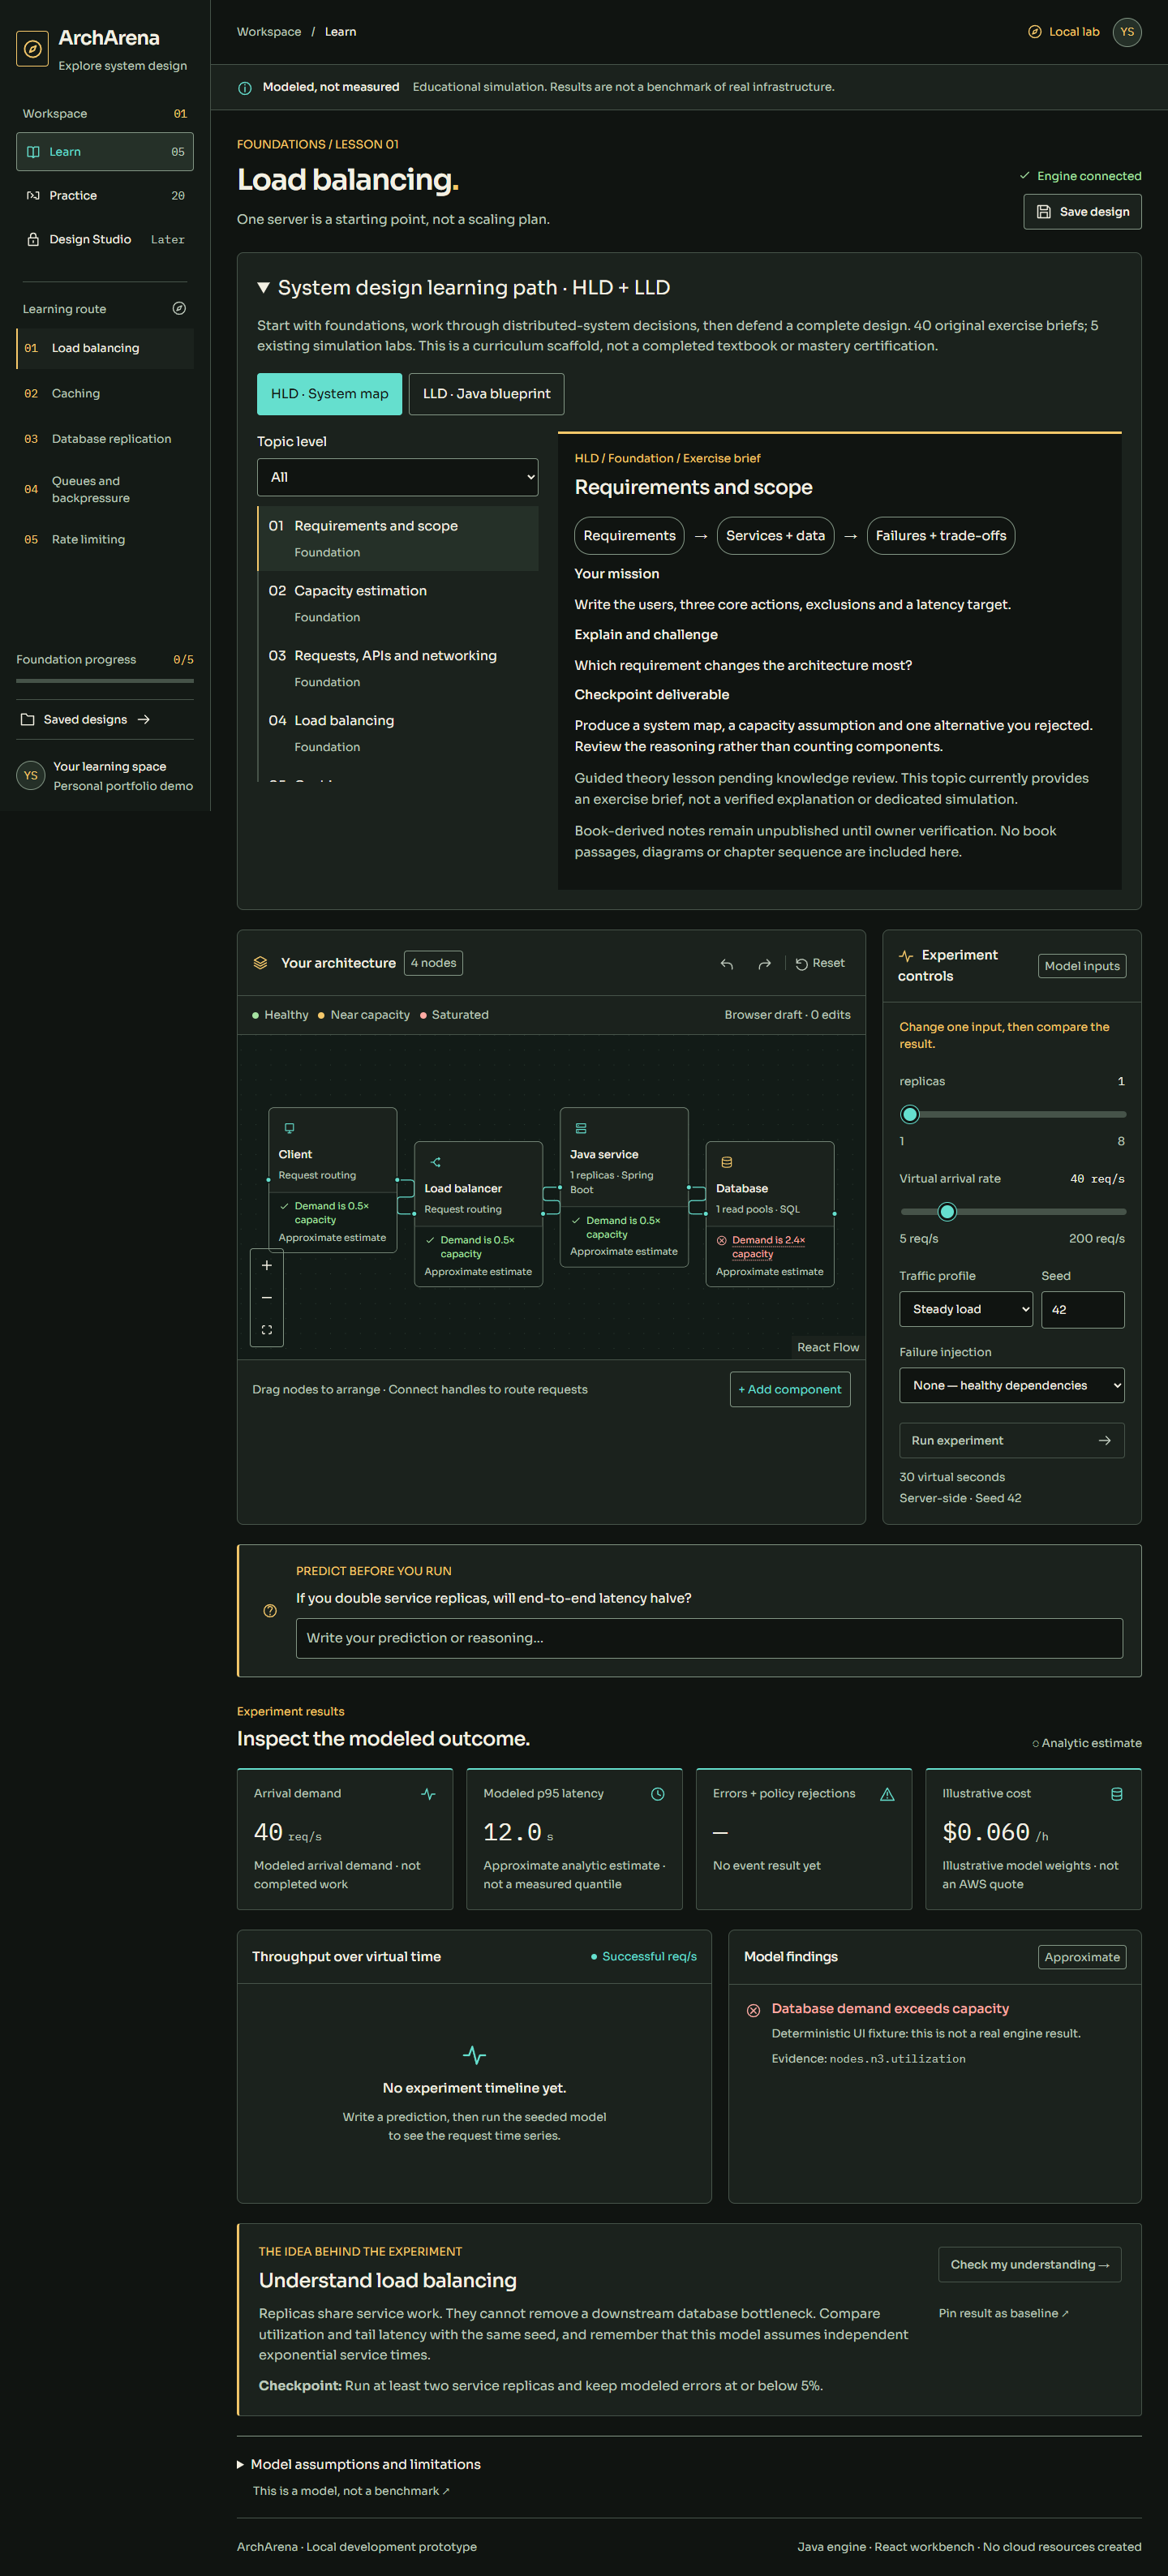 ArchArena
Explore system design
Workspace 01
Learn 05
Practice 20
Design Studio Later
Learning route
01 Load balancing
02 Caching
03 Database replication
04 Queues and
backpressure
05 Rate limiting
Foundation progress 0/5
Saved designs →
YS Your learning space
Personal portfolio demo
Workspace / Learn
Local lab YS
Modeled, not measured Educational simulation. Results are not a benchmark of real infrastructure.
FOUNDATIONS / LESSON 01
Load balancing.
One server is a starting point, not a scaling plan.
Engine connected
Save design
System design learning path · HLD + LLD
Start with foundations, work through distributed-system decisions, then defend a complete design. 40 original exercise briefs; 5
existing simulation labs. This is a curriculum scaffold, not a completed textbook or mastery certification.
HLD · System map LLD · Java blueprint
Topic level
All
01 Requirements and scope
Foundation
02 Capacity estimation
Foundation
03 Requests, APIs and networking
Foundation
04 Load balancing
Foundation
HLD / Foundation / Exercise brief
Requirements and scope
Requirements → Services + data → Failures + trade-offs
Your mission
Write the users, three core actions, exclusions and a latency target.
Explain and challenge
Which requirement changes the architecture most?
Checkpoint deliverable
Produce a system map, a capacity assumption and one alternative you rejected.
Review the reasoning rather than counting components.
Guided theory lesson pending knowledge review. This topic currently provides
an exercise brief, not a verified explanation or dedicated simulation.
Book-derived notes remain unpublished until owner verification. No book
passages, diagrams or chapter sequence are included here.
Your architecture 4 nodes
Reset
Healthy Near capacity Saturated
Browser draft · 0 edits
Client
Request routing
Demand is 0.5×
capacity
Approximate estimate
Load balancer
Request routing
Demand is 0.5×
capacity
Approximate estimate
Java service
1 replicas · Spring
Boot
Demand is 0.5×
capacity
Approximate estimate
Database
1 read pools · SQL
Demand is 2.4×
capacity
Approximate estimate
React Flow
Drag nodes to arrange · Connect handles to route requests
+ Add component
Experiment
controls
Model inputs
Change one input, then compare the
result.
replicas 1
1 8
Virtual arrival rate 40 req/s
5 req/s 200 req/s
Traffic profile Seed
Steady load 42
Failure injection
None — healthy dependencies
Run experiment →
30 virtual seconds
Server-side · Seed 42
PREDICT BEFORE YOU RUN
If you double service replicas, will end-to-end latency halve?
Write your prediction or reasoning...
Experiment results
Inspect the modeled outcome.
○ Analytic estimate
Arrival demand
40 req/s
Modeled arrival demand · not
completed work
Modeled p95 latency
12.0 s
Approximate analytic estimate ·
not a measured quantile
Errors + policy rejections
—
No event result yet
Illustrative cost
$0.060 /h
Illustrative model weights · not
an AWS quote
Throughput over virtual time
Successful req/s
No experiment timeline yet.
Write a prediction, then run the seeded model
to see the request time series.
Model findings
Approximate
Database demand exceeds capacity
Deterministic UI fixture: this is not a real engine result.
Evidence: nodes.n3.utilization
THE IDEA BEHIND THE EXPERIMENT
Understand load balancing
Replicas share service work. They cannot remove a downstream database bottleneck. Compare
utilization and tail latency with the same seed, and remember that this model assumes independent
exponential service times.
Checkpoint: Run at least two service replicas and keep modeled errors at or below 5%.
Check my understanding →
Pin result as baseline ↗
Model assumptions and limitations
This is a model, not a benchmark ↗
ArchArena · Local development prototype
Java engine · React workbench · No cloud resources created